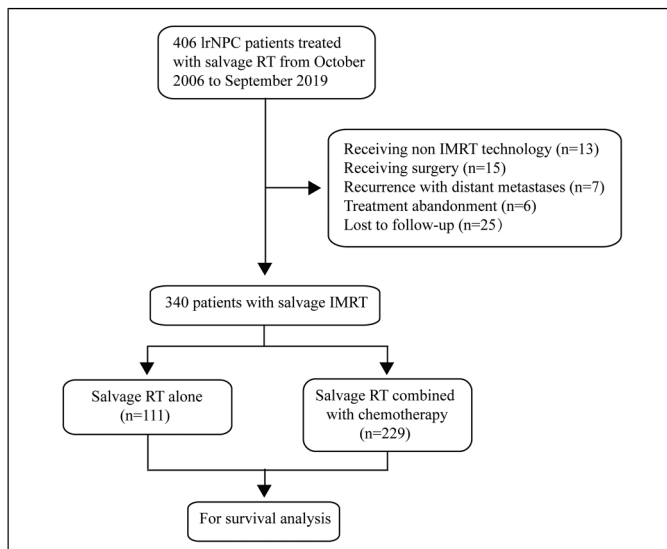 406 lrNPC patients treated
with salvage RT from October
2006 to September 2019
Receiving non IMRT technology (n=13)
Receiving surgery (n=15)
Recurrence with distant metastases (n=7)
Treatment abandonment (n=6)
Lost to follow-up (n=25)
340 patients with salvage IMRT
Salvage RT alone
(n=111)
Salvage RT combined
with chemotherapy
(n=229)
For survival analysis